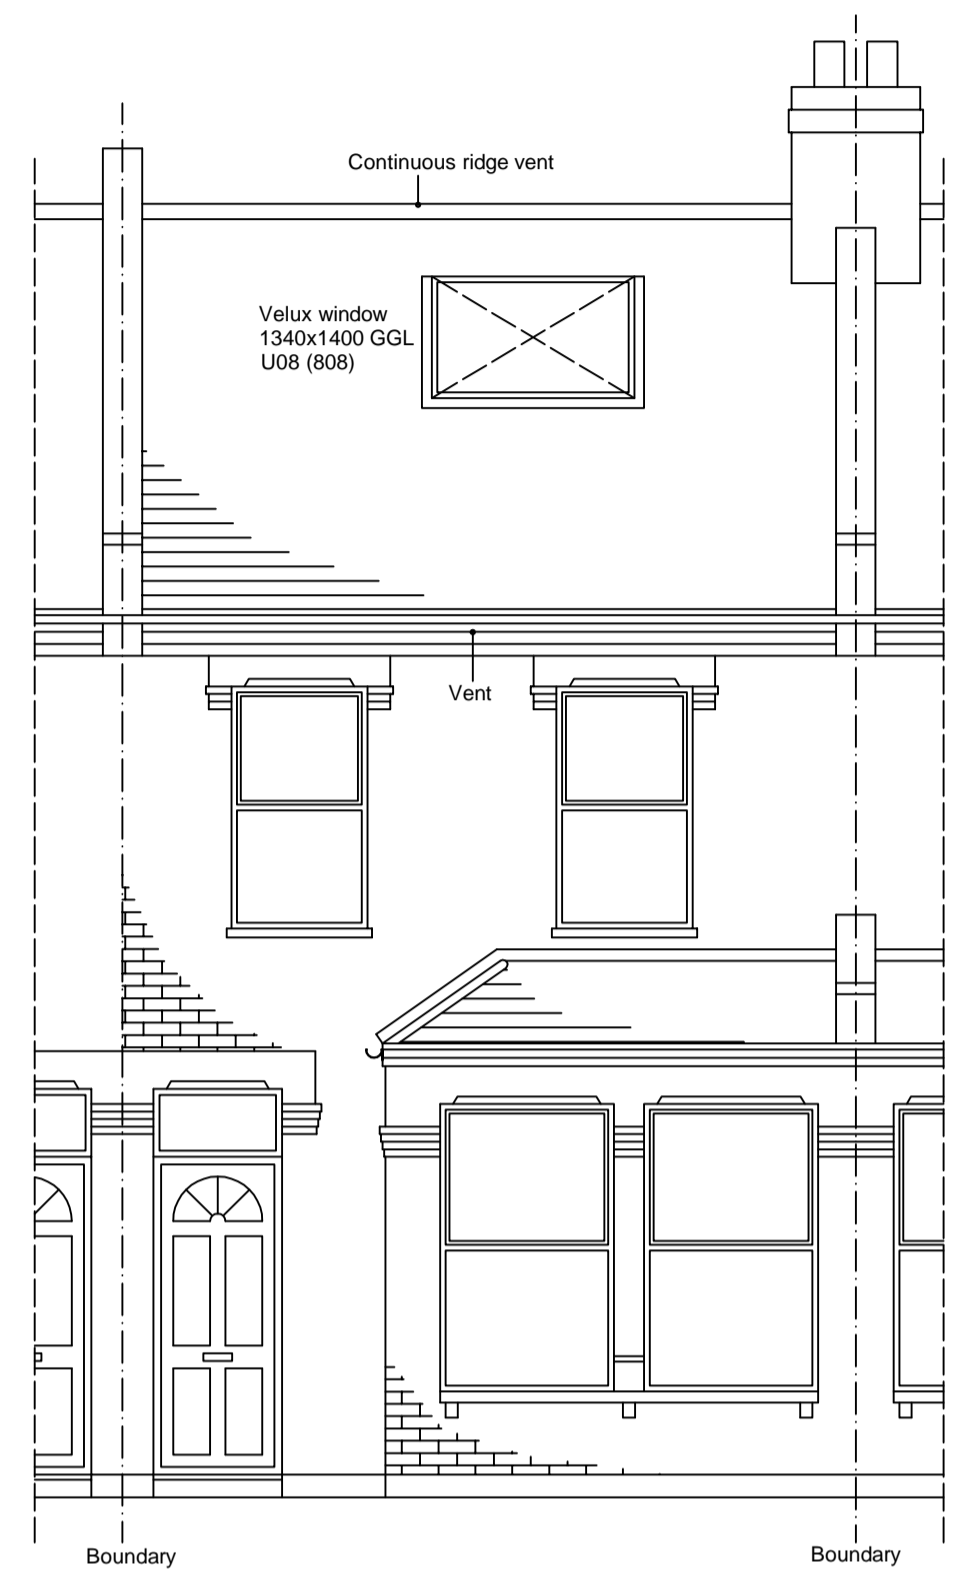 Continuous ridge vent
Velux window
1340x1400 GGL
U08 (808)
Vent
Boundary
Boundary